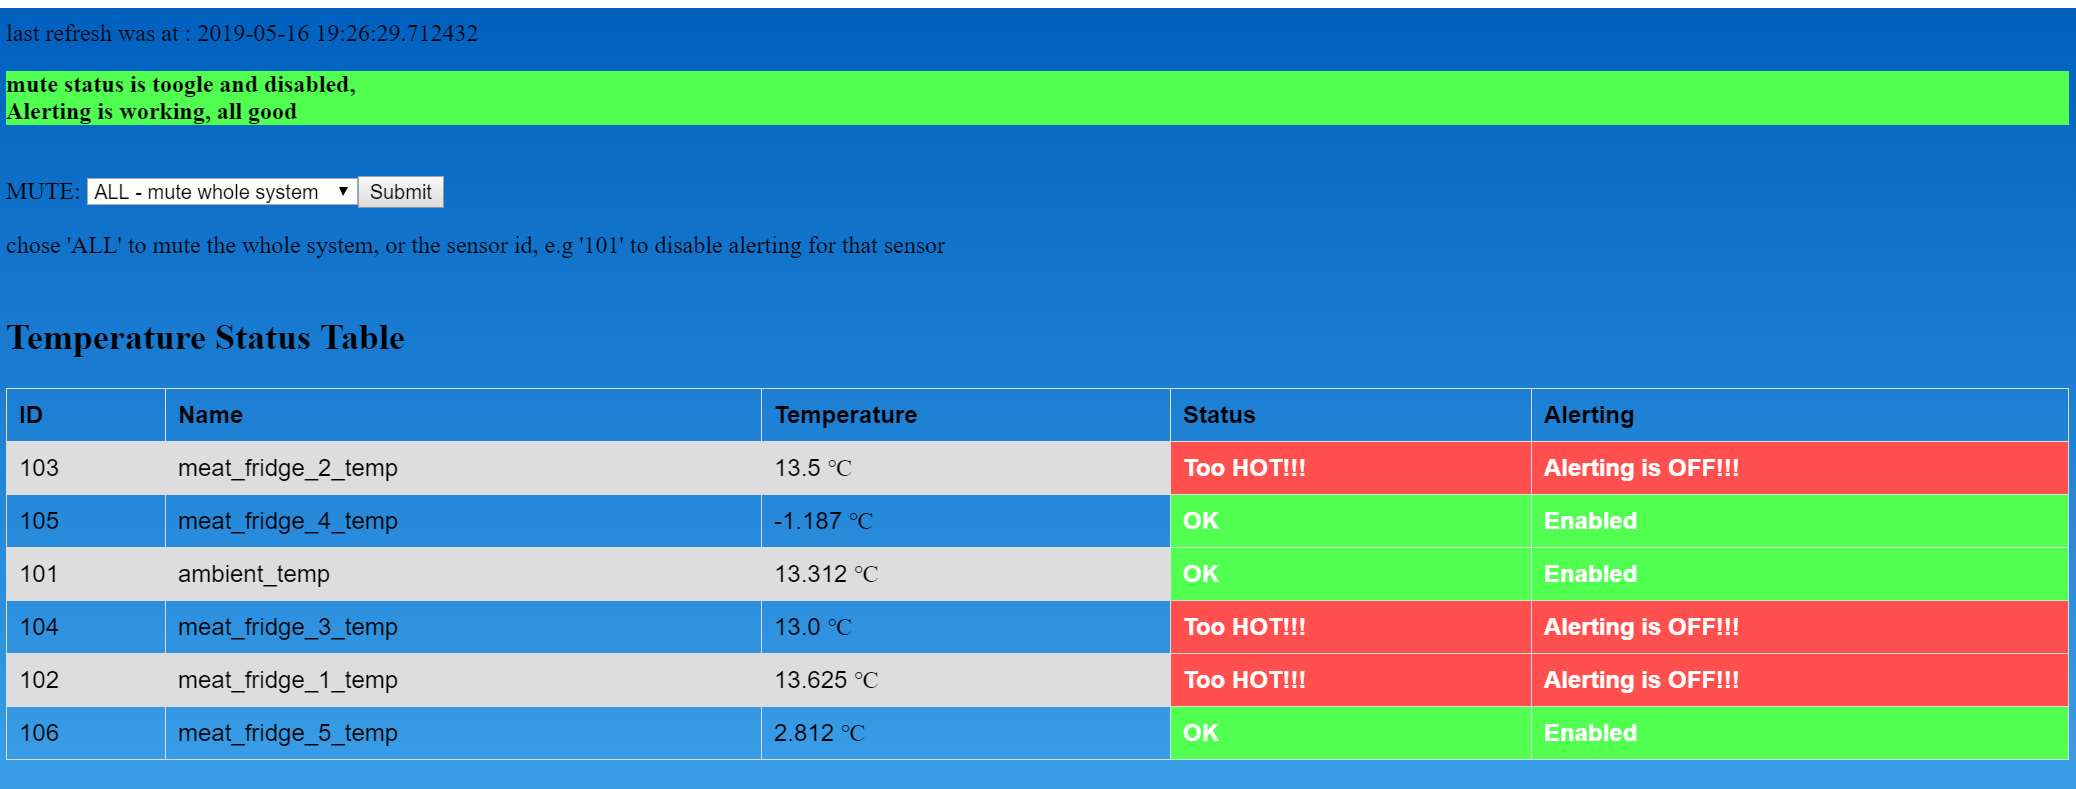 last refresh was at : 2019-05-16 19:26:29.712432
mute status is toogle and disabled,
Alerting is working, all good
MUTE: ALL - mute whole system Submit
chose 'ALL' to mute the whole system, or the sensor id, e.g '101' to disable alerting for that sensor
Temperature Status Table
ID Name Temperature Status Alerting
103 meat_fridge_2_temp 13.5 °C Too HOT!!! Alerting is OFF!!!
105 meat_fridge_4_temp -1.187 °C OK Enabled
101 ambient_temp 13.312 °C OK Enabled
104 meat_fridge_3_temp 13.0 °C Too HOT!!! Alerting is OFF!!!
102 meat_fridge_1_temp 13.625 °C Too HOT!!! Alerting is OFF!!!
106 meat_fridge_5_temp 2.812 °C OK Enabled